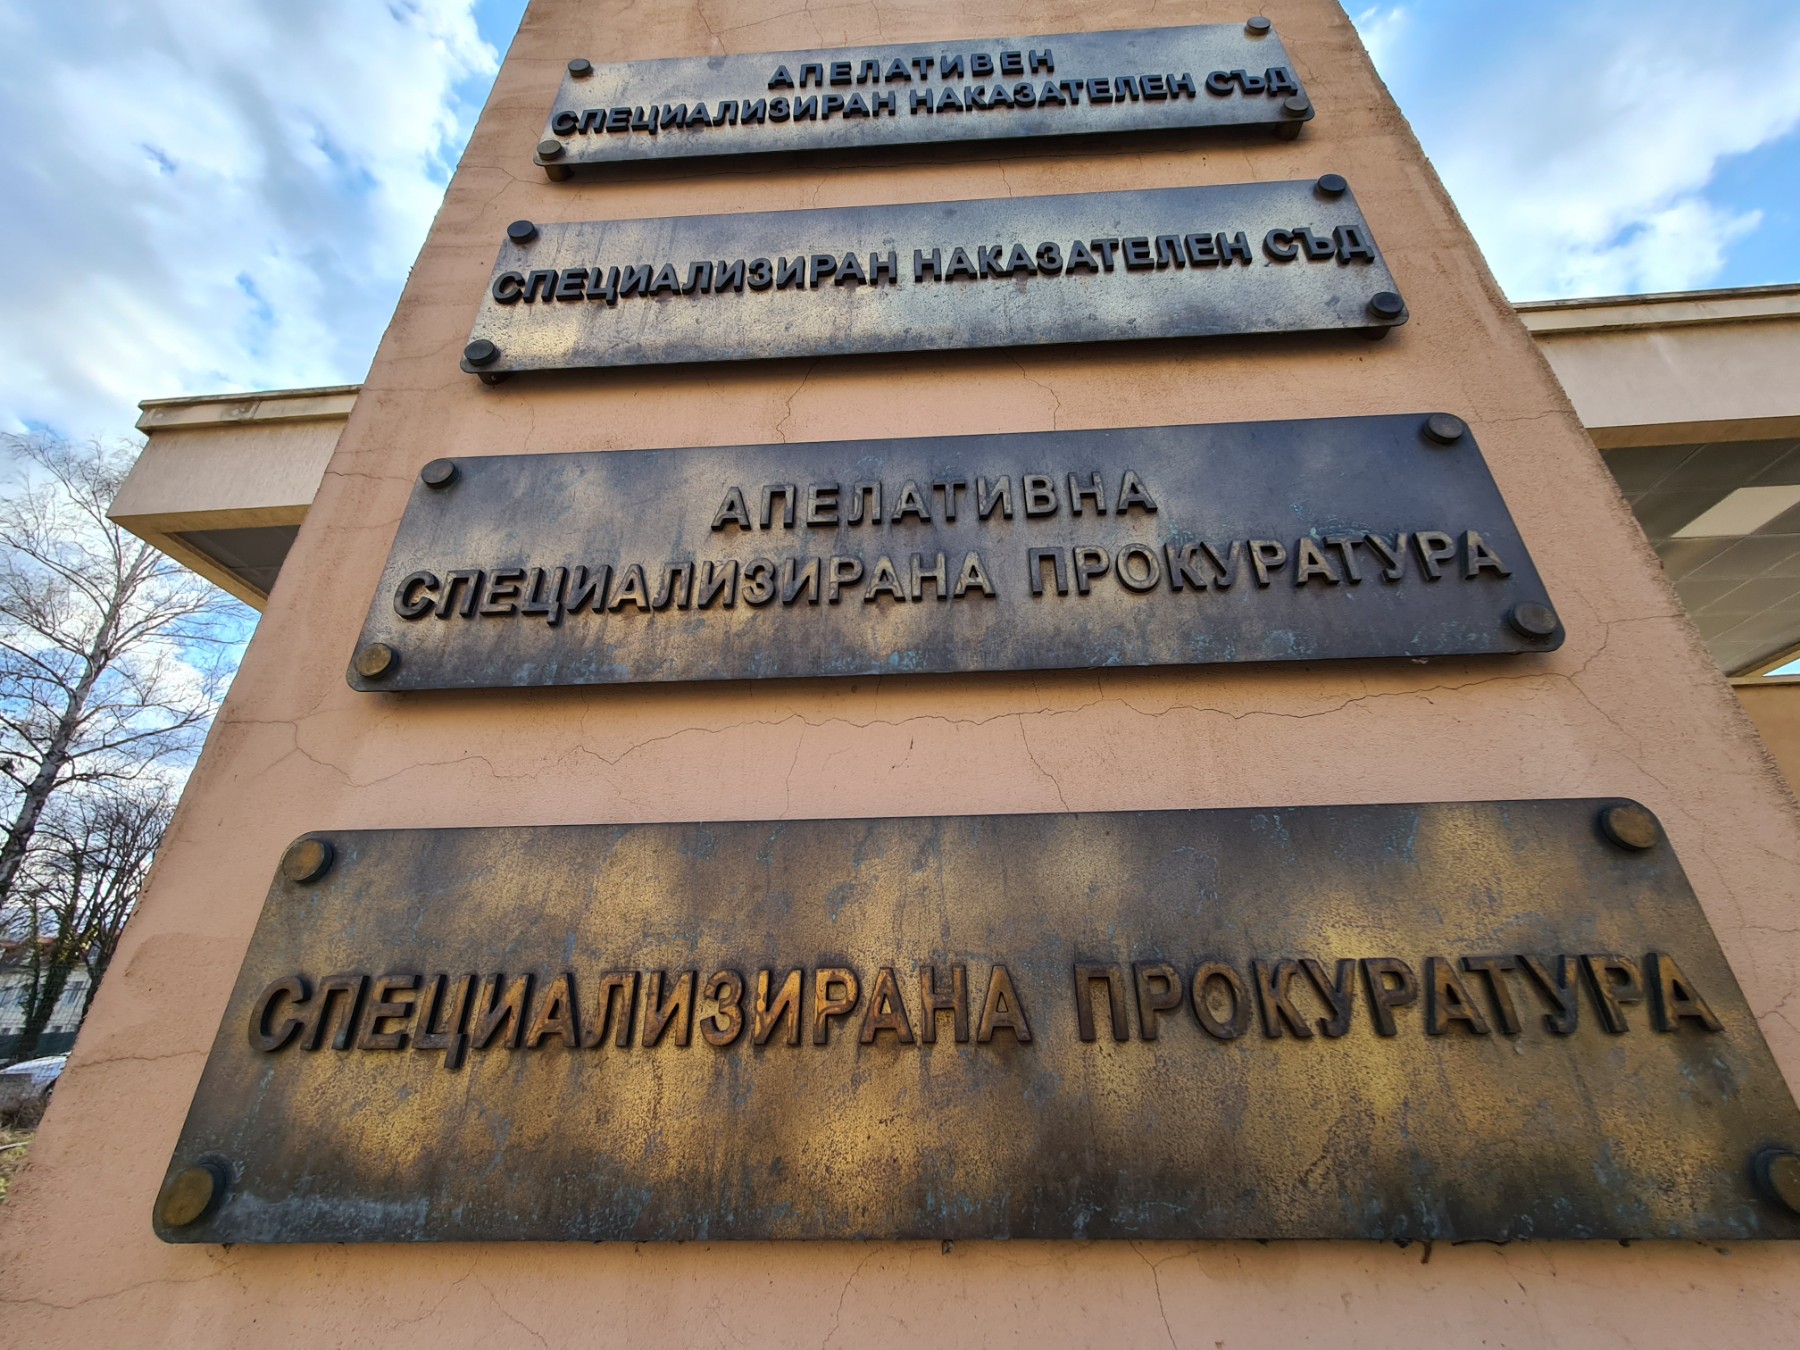 АПЕЛАТИВЕН
СПЕЦИАЛИЗИРАН НАКАЗАТЕЛЕН СЪД
СПЕЦИАЛИЗИРАН НАКАЗАТЕЛЕН СЪД
АПЕЛАТИВНА
СПЕЦИАЛИЗИРАНА ПРОКУРАТУРА
СПЕЦИАЛИЗИРАНА ПРОКУРАТУРА